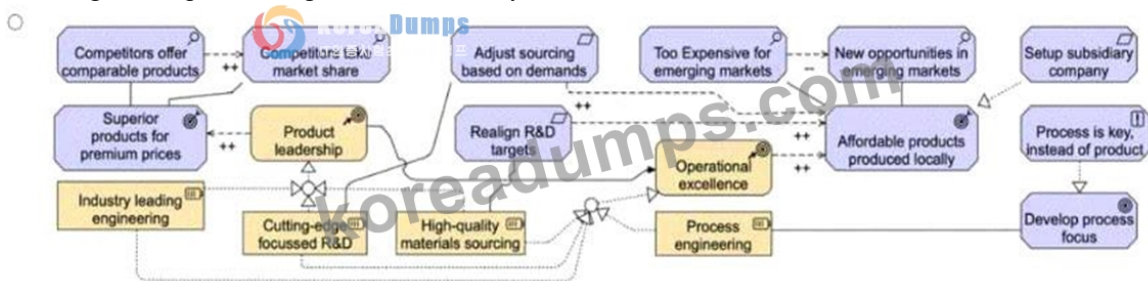 KoreaDumps
Competitors offer
comparable products
++
Competitors take
market share
Adjust sourcing
based on demands
++
Too Expensive for
emerging markets
--
New opportunities in
emerging markets
Setup subsidiary
company
Superior
products for
premium prices
++
Product
leadership
Realign R&D
targets
++
Operational
excellence
++
Affordable products
produced locally
Process is key,
instead of product
Industry leading
engineering
Cutting-edge
focussed R&D
High-quality
materials sourcing
Process
engineering
Develop process
focus
koreadumps.com